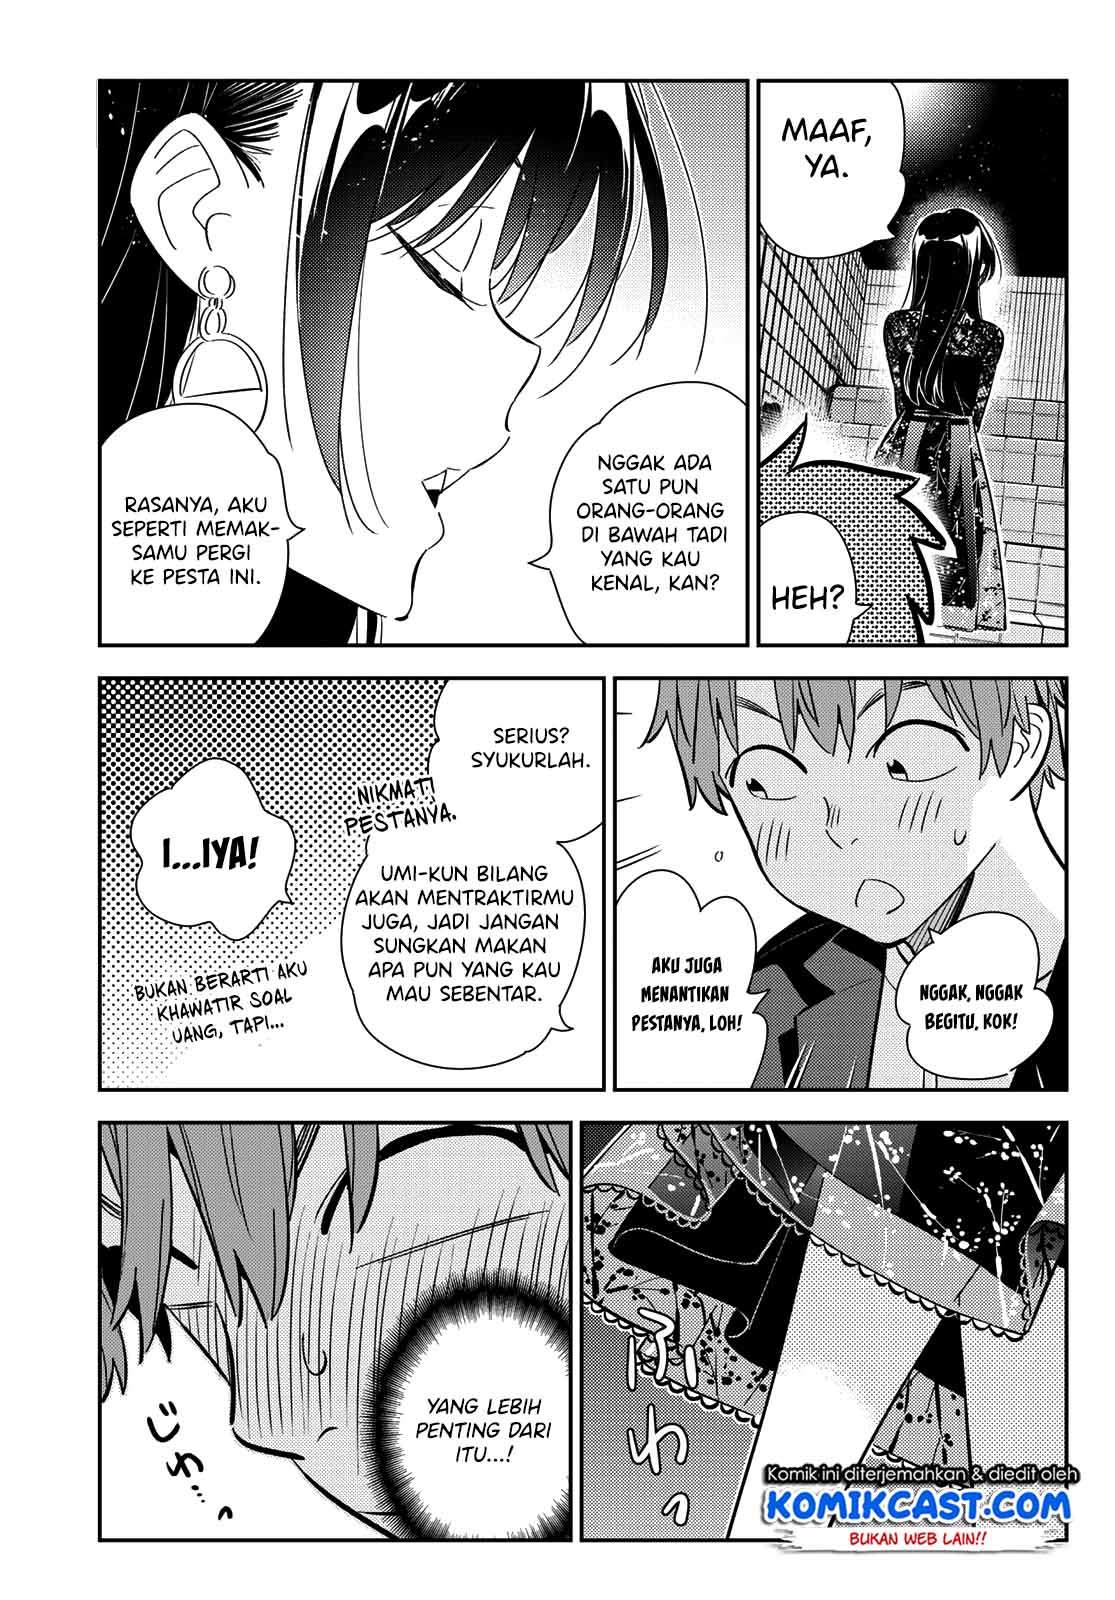 MAAF,
YA.
HEH?
NGGAK ADA
SATU PUN
ORANG-ORANG
DI BAWAH TADI
YANG KAU
KENAL, KAN?
RASANYA, AKU
SEPERTI MEMAK-
SAMU PERGI
KE PESTA INI.
NGGAK, NGGAK
BEGITU, KOK!
AKU JUGA
MENANTIKAN
PESTANYA, LOH!
SERIUS?
SYUKURLAH.
NIKMATI
PESTANYA.
UMI-KUN BILANG
AKAN MENTRAKTIRMU
JUGA, JADI JANGAN
SUNGKAN MAKAN
APA PUN YANG KAU
MAU SEBENTAR.
I...IYA!
BUKAN BERARTI AKU
KHAWATIR SOAL
UANG, TAPI...
ふわ
YANG LEBIH
PENTING DARI
ITU...!
じわ…
Komik ini diterjemahkan & diedit oleh
KOMIKCAST.COM
BUKAN WEB LAIN!!